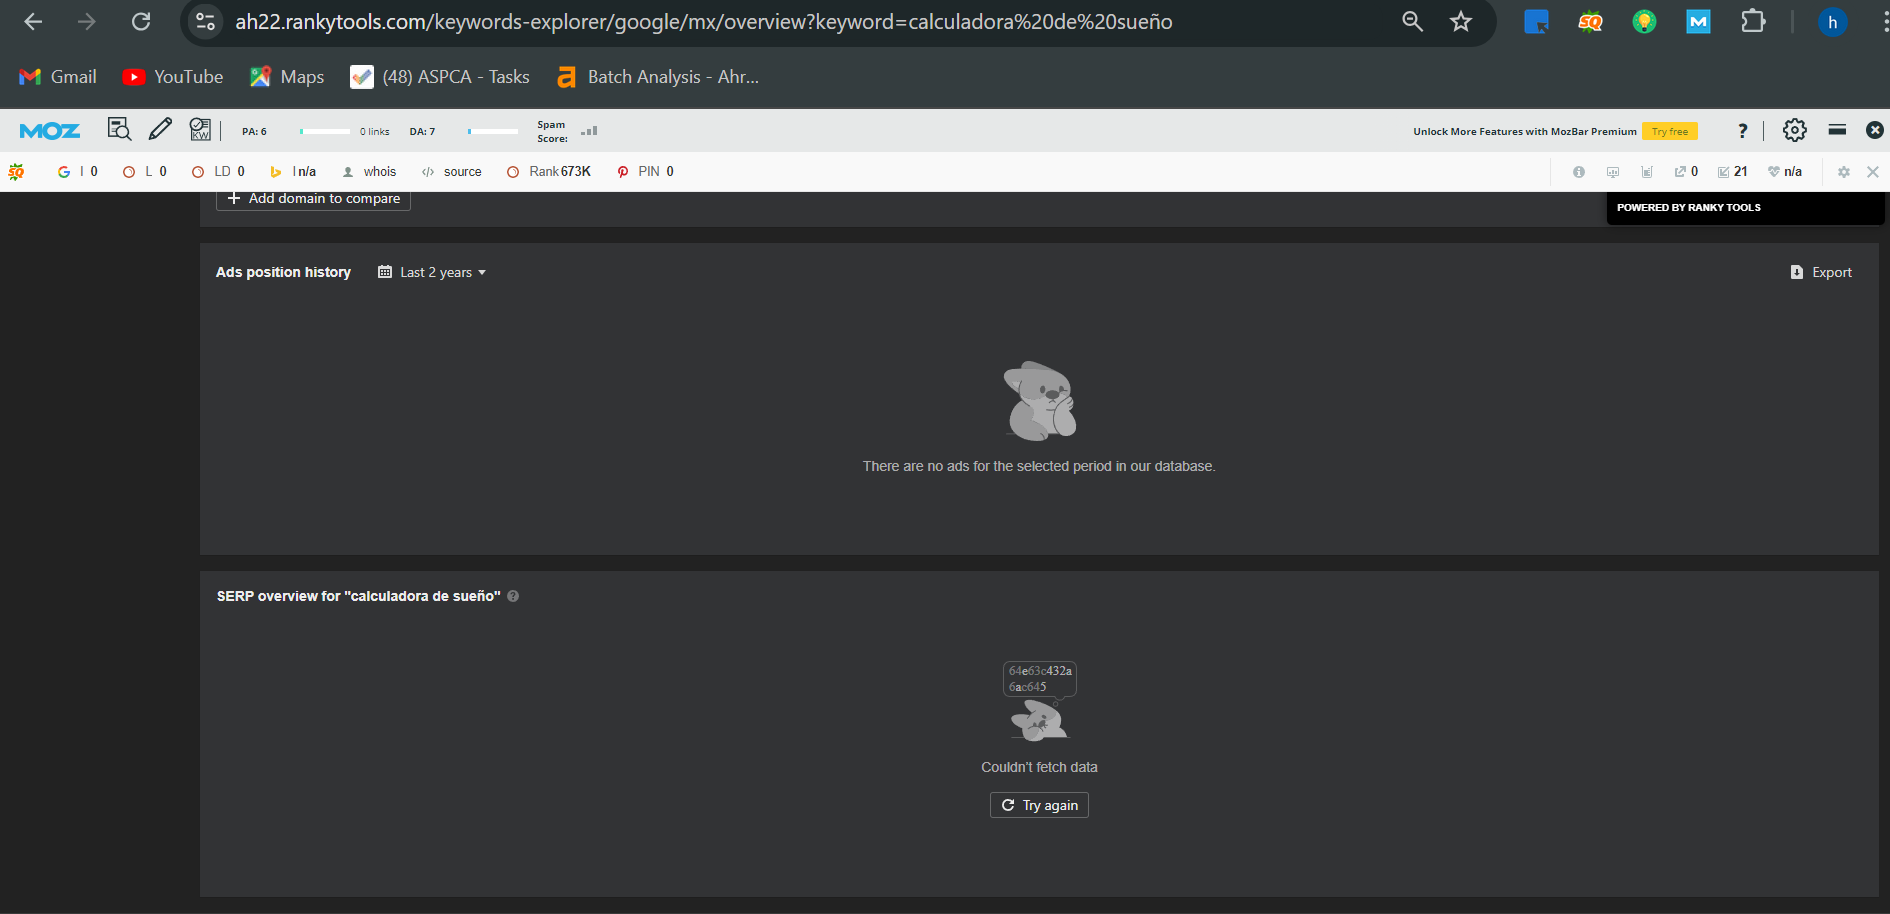 ah22.rankytools.com/keywords-explorer/google/mx/overview?keyword=calculadora%20de%20sueño
h
Gmail YouTube Maps (48) ASPCA - Tasks Batch Analysis - Ahr...
MOZ PA: 6 0 links DA: 7 Spam Score: Unlock More Features with MozBar Premium Try free ?
I 0 L 0 LD 0 I n/a whois source Rank 673K PIN 0 0 21 n/a
+ Add domain to compare
POWERED BY RANKY TOOLS
Ads position history Last 2 years Export
There are no ads for the selected period in our database.
SERP overview for "calculadora de sueño" ?
64e63c432a
6ac645
Couldn't fetch data
Try again